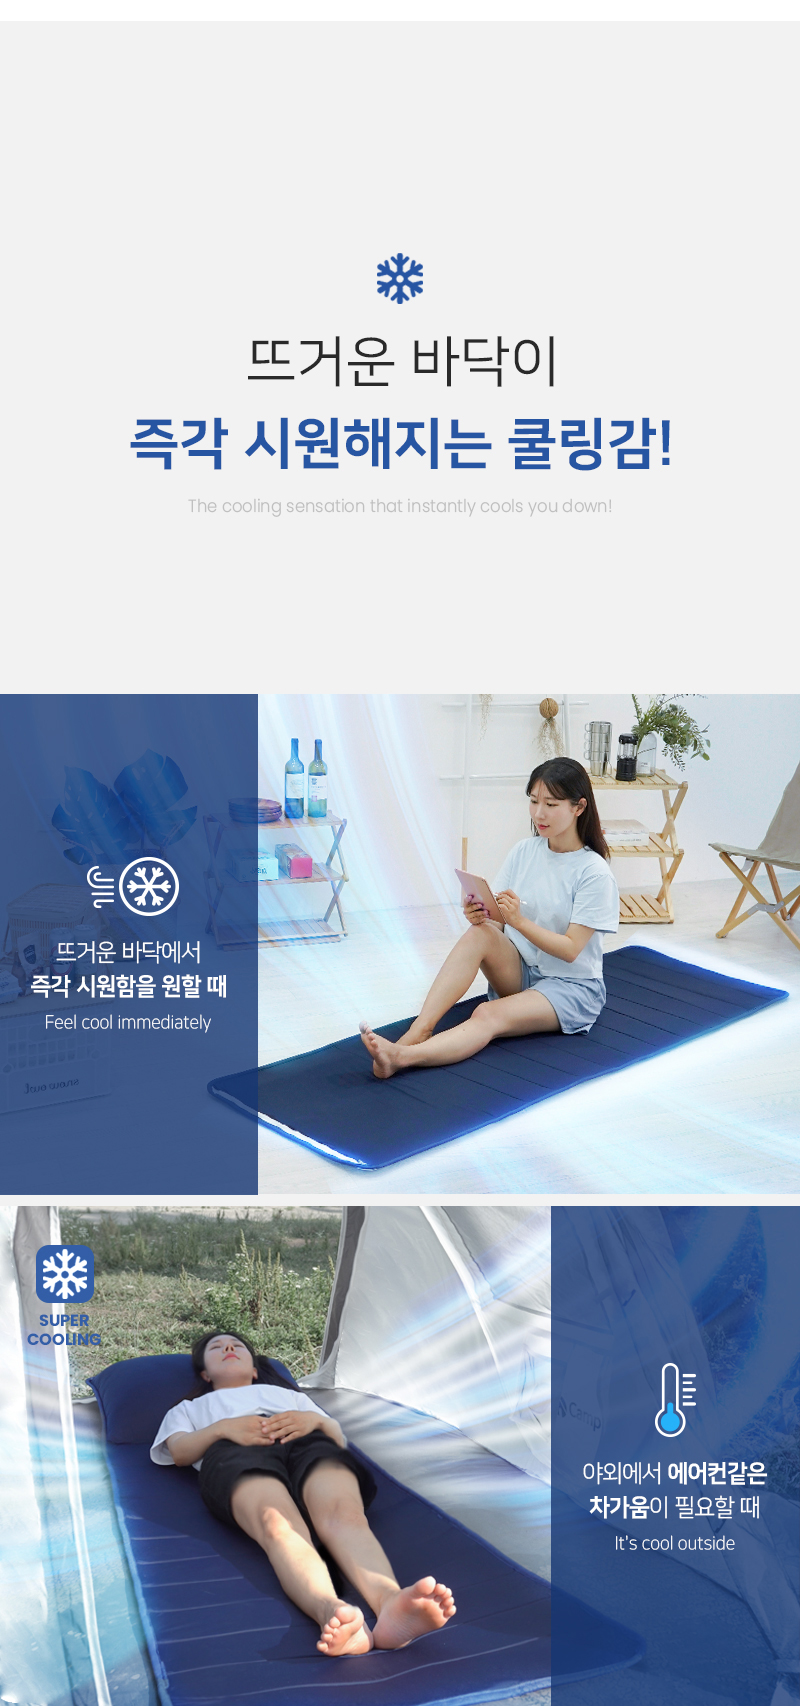 뜨거운 바닥이
즉각 시원해지는 쿨링감!
The cooling sensation that instantly cools you down!
뜨거운 바닥에서
즉각 시원함을 원할 때
Feel cool immediately
SUPER
COOLING
Camp
야외에서 에어컨같은
차가움이 필요할 때
It's cool outside